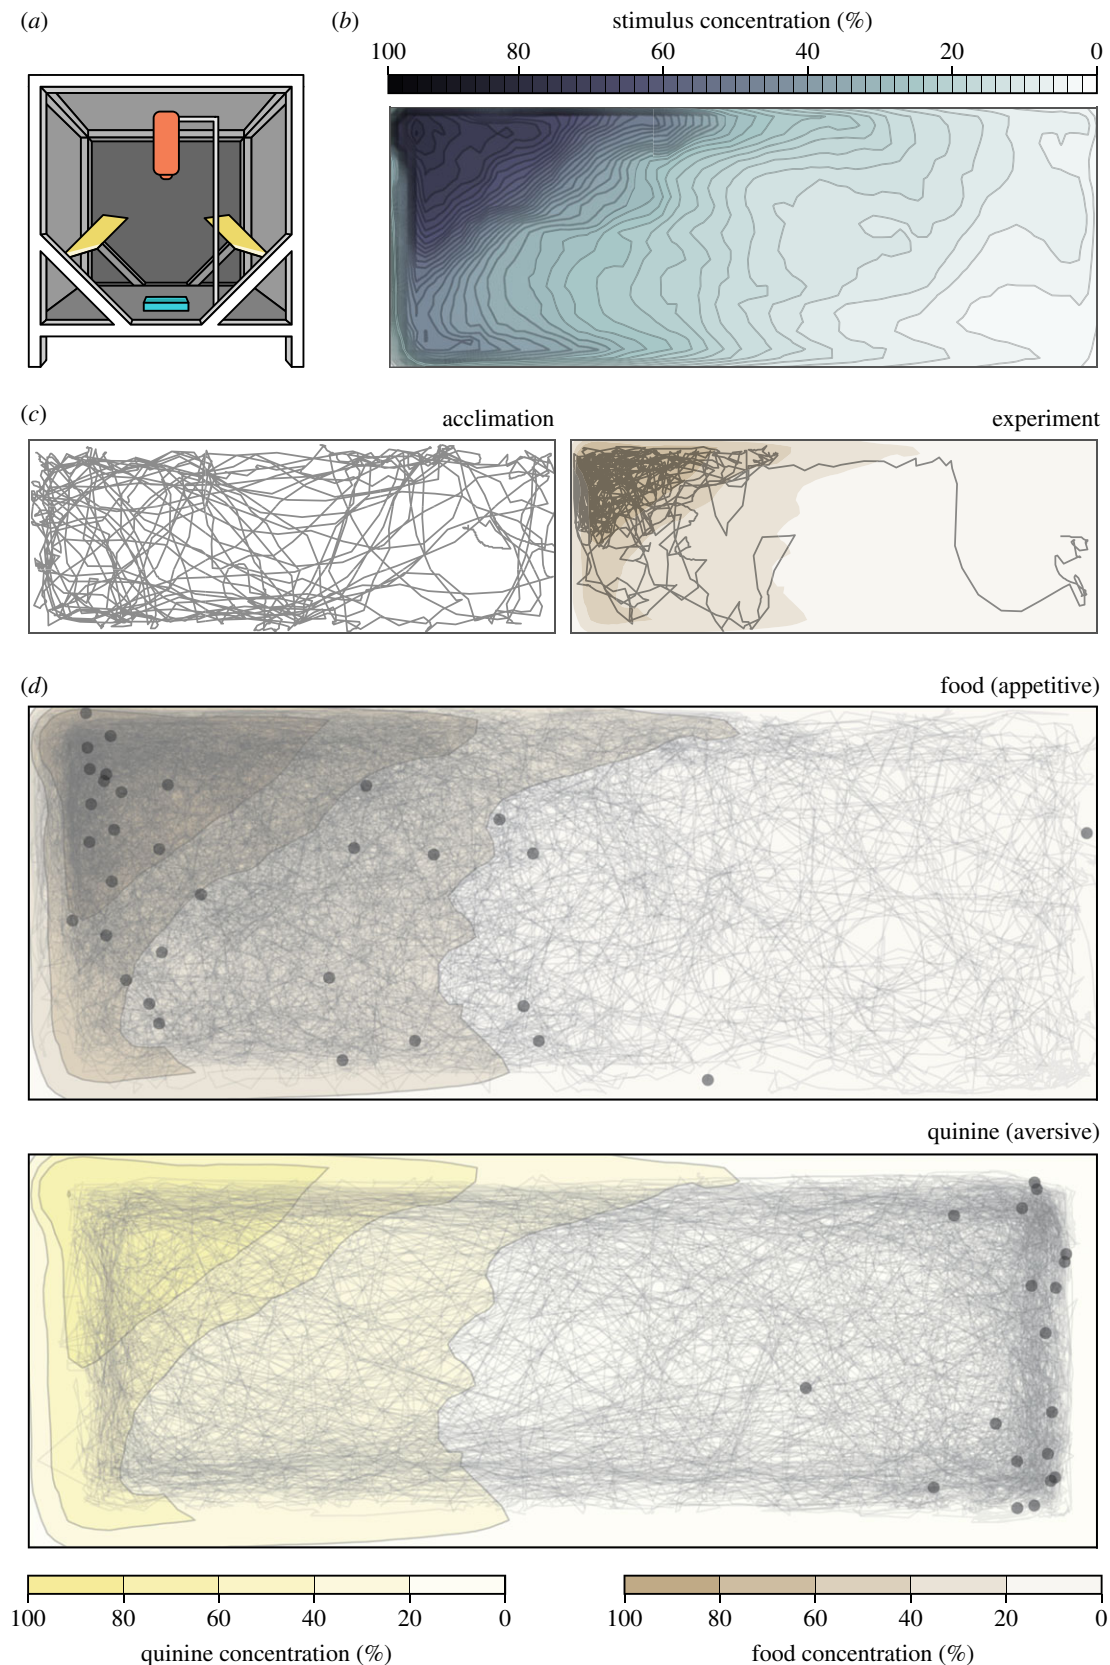 (a)
(b) stimulus concentration (%)
100 80 60 40 20 0
(c) acclimation experiment
(d) food (appetitive)
quinine (aversive)
100 80 60 40 20 0 100 80 60 40 20 0
quinine concentration (%) food concentration (%)